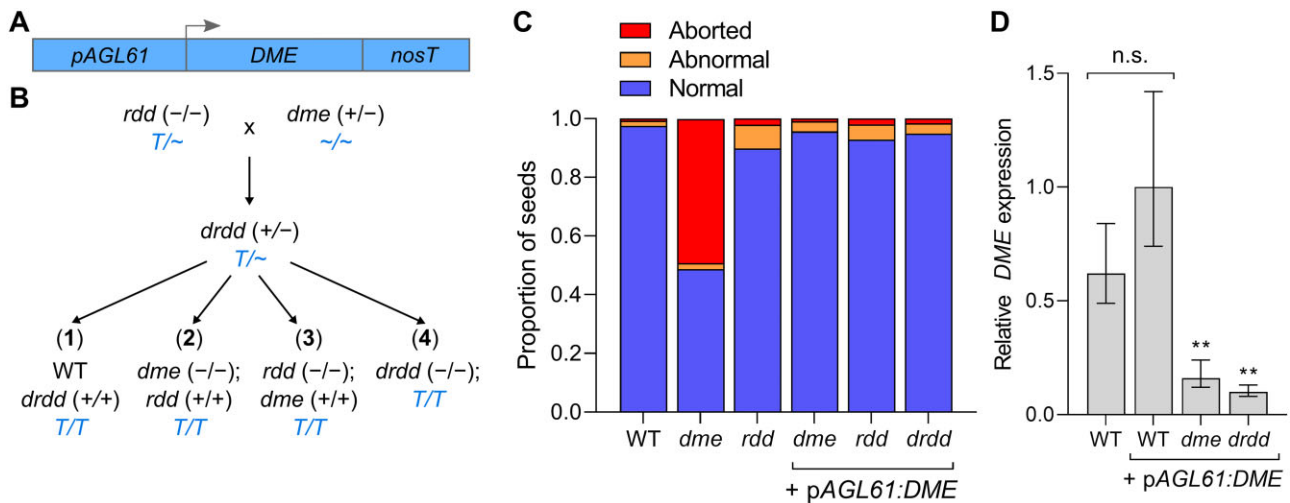 A
pAGL61 DME nosT
B
rdd (−/−) x dme (+/−)
T/~ ~/~
drdd (+/−)
T/~
(1) (2) (3) (4)
WT dme (−/−); rdd (−/−); drdd (−/−);
drdd (+/+) rdd (+/+) dme (+/+) T/T
T/T T/T T/T
C
Aborted
Abnormal
Normal
Proportion of seeds
1.0
0.8
0.6
0.4
0.2
0.0
WT dme rdd dme rdd drdd
+ pAGL61:DME
D
n.s.
Relative DME expression
1.5
1.0
0.5
0.0
** **
WT WT dme drdd
+ pAGL61:DME